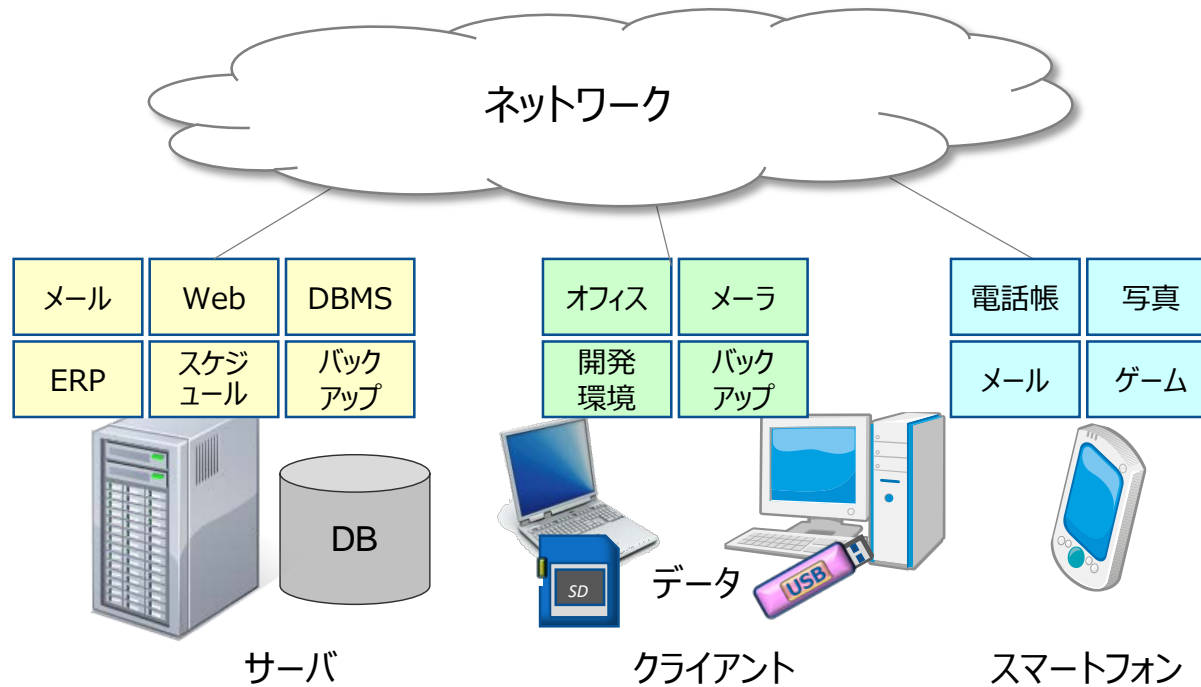 ネットワーク
メール
Web
DBMS
ERP
スケジ
ュール
バック
アップ
オフィス
メーラ
開発
環境
バック
アップ
電話帳
写真
メール
ゲーム
DB
SD
データ
USB
サーバ
クライアント
スマートフォン